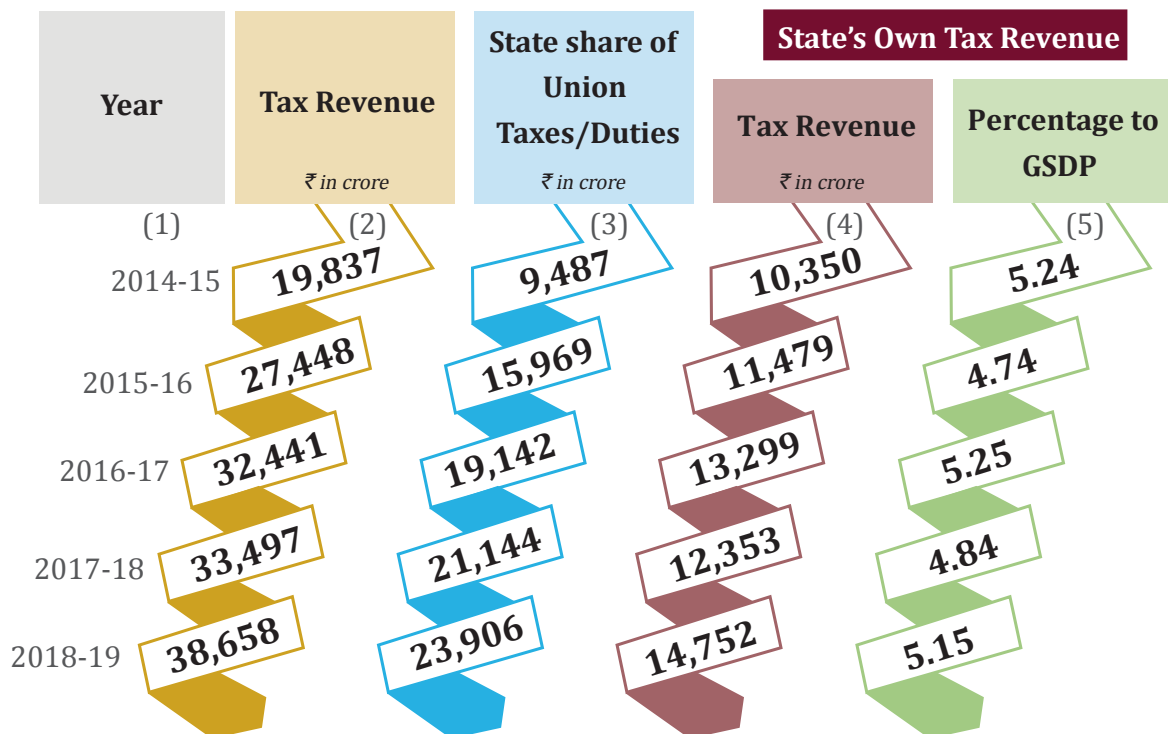 Year
Tax Revenue
₹ in crore
State share of
Union
Taxes/Duties
₹ in crore
State’s Own Tax Revenue
Tax Revenue
₹ in crore
Percentage to
GSDP
(1) (2) (3) (4) (5)
2014-15 19,837 9,487 10,350 5.24
2015-16 27,448 15,969 11,479 4.74
2016-17 32,441 19,142 13,299 5.25
2017-18 33,497 21,144 12,353 4.84
2018-19 38,658 23,906 14,752 5.15